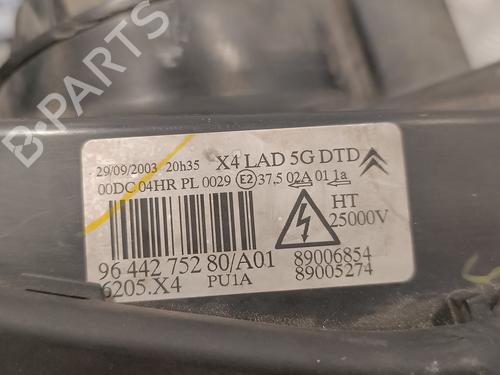 B-PARTS
29/09/2003 20h35 X4 LAD 5G DTD
00DC 04HR PL 0029 E2 37,5 02A 01 1a
HT
25000V
96 442 752 80/A01 89006854
6205.X4 PU1A 89005274